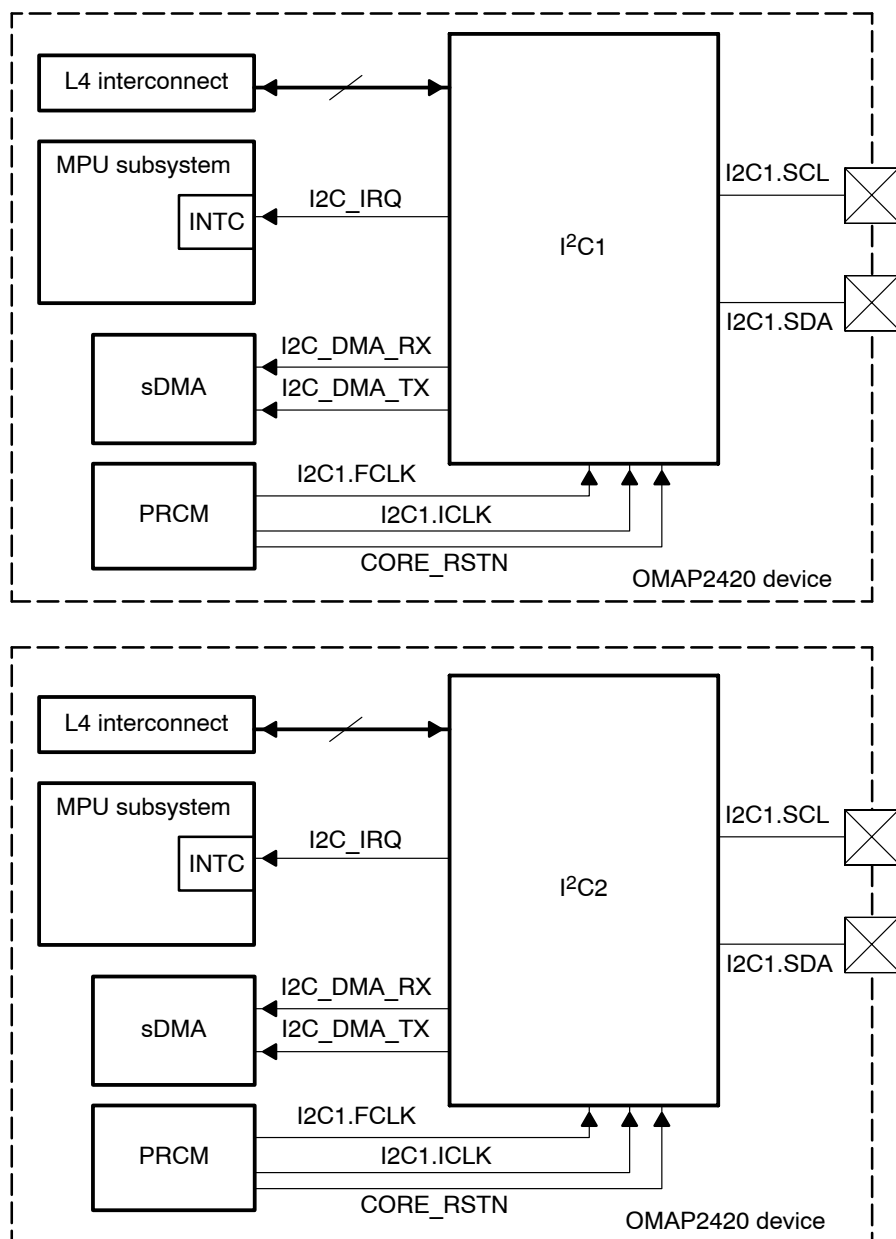 L4 interconnect
MPU subsystem
INTC
I2C_IRQ
I²C1
I2C1.SCL
I2C1.SDA
I2C_DMA_RX
I2C_DMA_TX
sDMA
PRCM
I2C1.FCLK
I2C1.ICLK
CORE_RSTN
OMAP2420 device
L4 interconnect
MPU subsystem
INTC
I2C_IRQ
I²C2
I2C1.SCL
I2C1.SDA
I2C_DMA_RX
I2C_DMA_TX
sDMA
PRCM
I2C1.FCLK
I2C1.ICLK
CORE_RSTN
OMAP2420 device